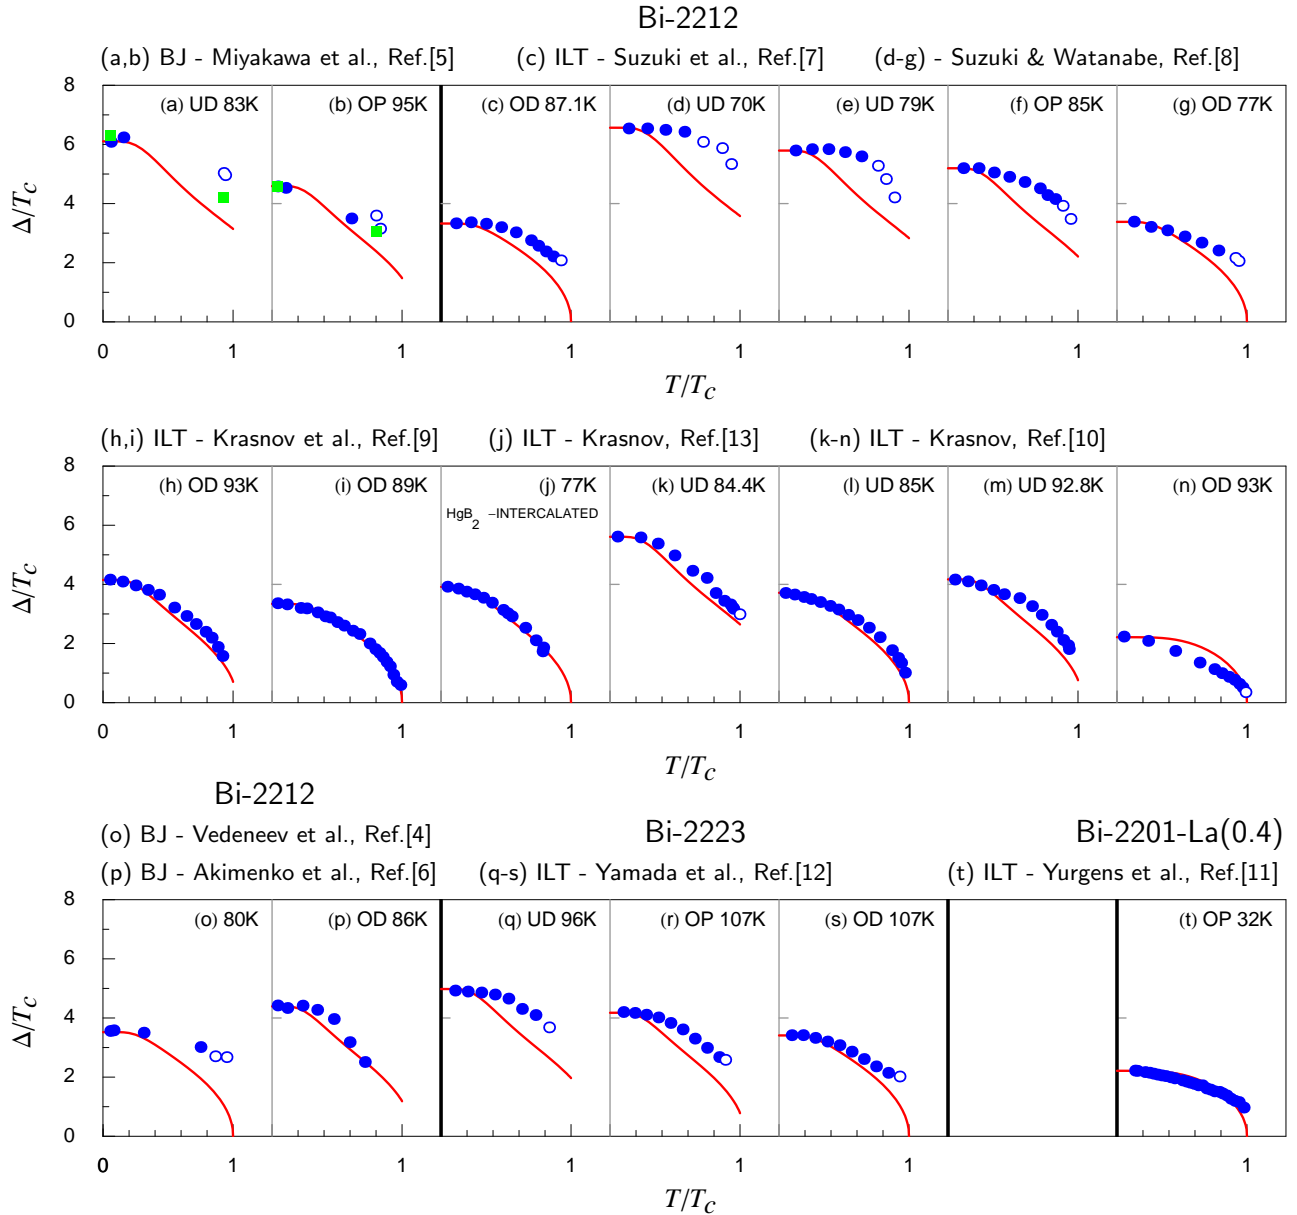 Bi-2212
(a,b) BJ - Miyakawa et al., Ref.[5] (c) ILT - Suzuki et al., Ref.[7] (d-g) - Suzuki & Watanabe, Ref.[8]
8 (a) UD 83K (b) OP 95K (c) OD 87.1K (d) UD 70K (e) UD 79K (f) OP 85K (g) OD 77K
6
4
2
0
Δ/Tc
0 1 1 1 1 1 1 1
T/Tc
(h,i) ILT - Krasnov et al., Ref.[9] (j) ILT - Krasnov, Ref.[13] (k-n) ILT - Krasnov, Ref.[10]
8 (h) OD 93K (i) OD 89K (j) 77K (k) UD 84.4K (l) UD 85K (m) UD 92.8K (n) OD 93K
HgB2 −INTERCALATED
6
4
2
0
Δ/Tc
0 1 1 1 1 1 1 1
T/Tc
Bi-2212
(o) BJ - Vedeneev et al., Ref.[4] Bi-2223 Bi-2201-La(0.4)
(p) BJ - Akimenko et al., Ref.[6] (q-s) ILT - Yamada et al., Ref.[12] (t) ILT - Yurgens et al., Ref.[11]
8 (o) 80K (p) OD 86K (q) UD 96K (r) OP 107K (s) OD 107K (t) OP 32K
6
4
2
0
Δ/Tc
0 1 1 1 1 1 1
T/Tc